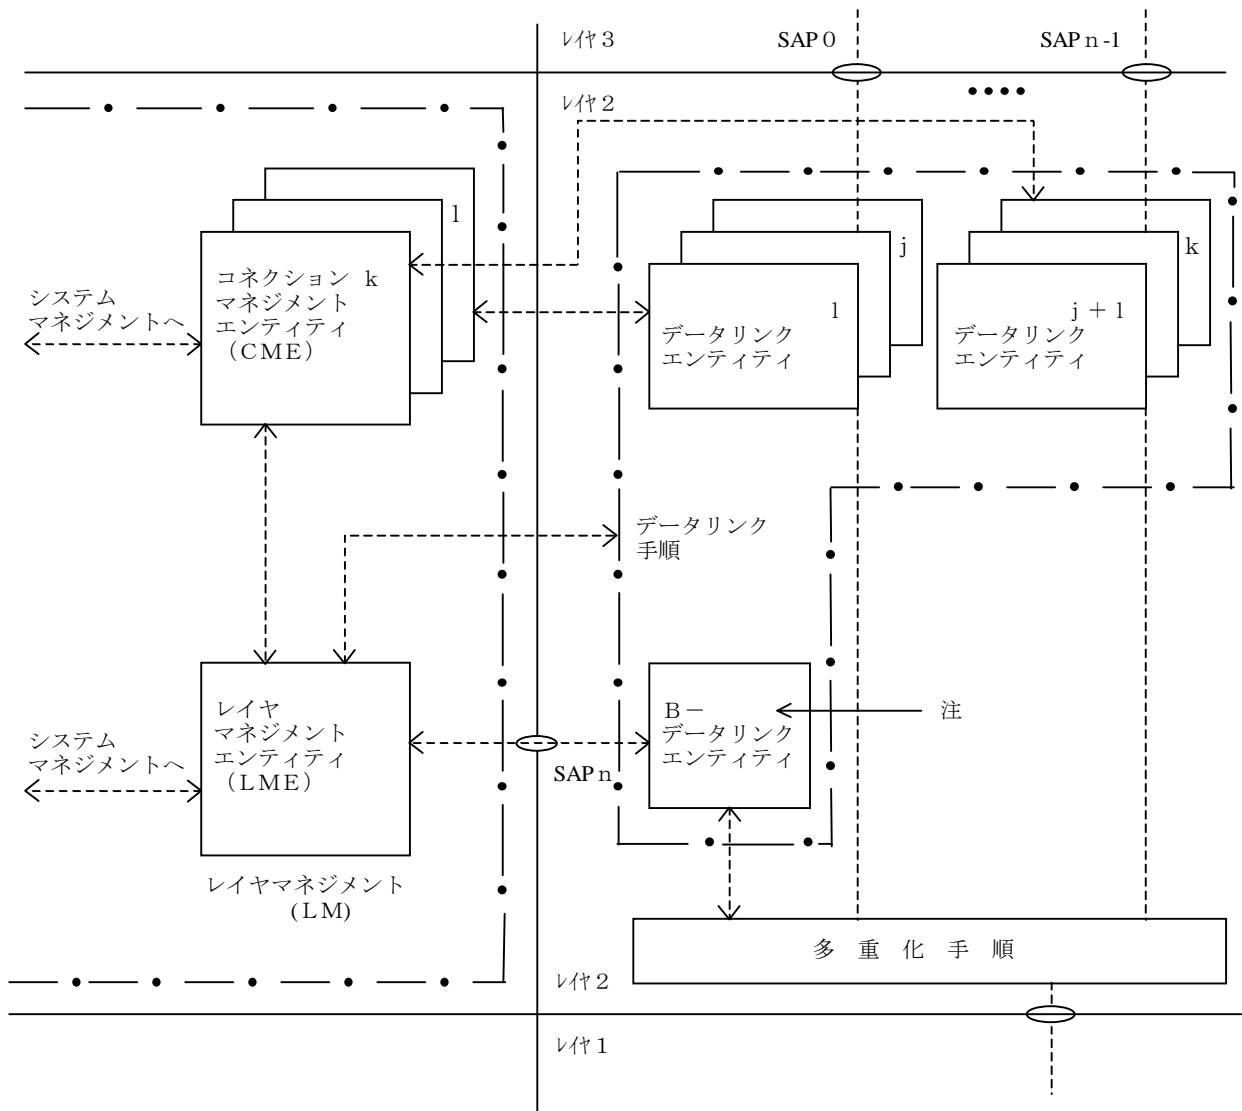 ﾚｲﾔ３
SAP０
SAPｎ-1
ﾚｲﾔ２
１
コネクション ｋ
マネジメント
エンティティ
（CＭＥ）
システム
マネジメントへ
ｊ
１
データリンク
エンティティ
ｋ
ｊ＋１
データリンク
エンティティ
データリンク
手順
レイヤ
マネジメント
エンティティ
（ＬＭＥ）
システム
マネジメントへ
SAPｎ
Ｂ－
データリンク
エンティティ
注
レイヤマネジメント
(ＬＭ)
多 重 化 手 順
ﾚｲﾔ２
ﾚｲﾔ１